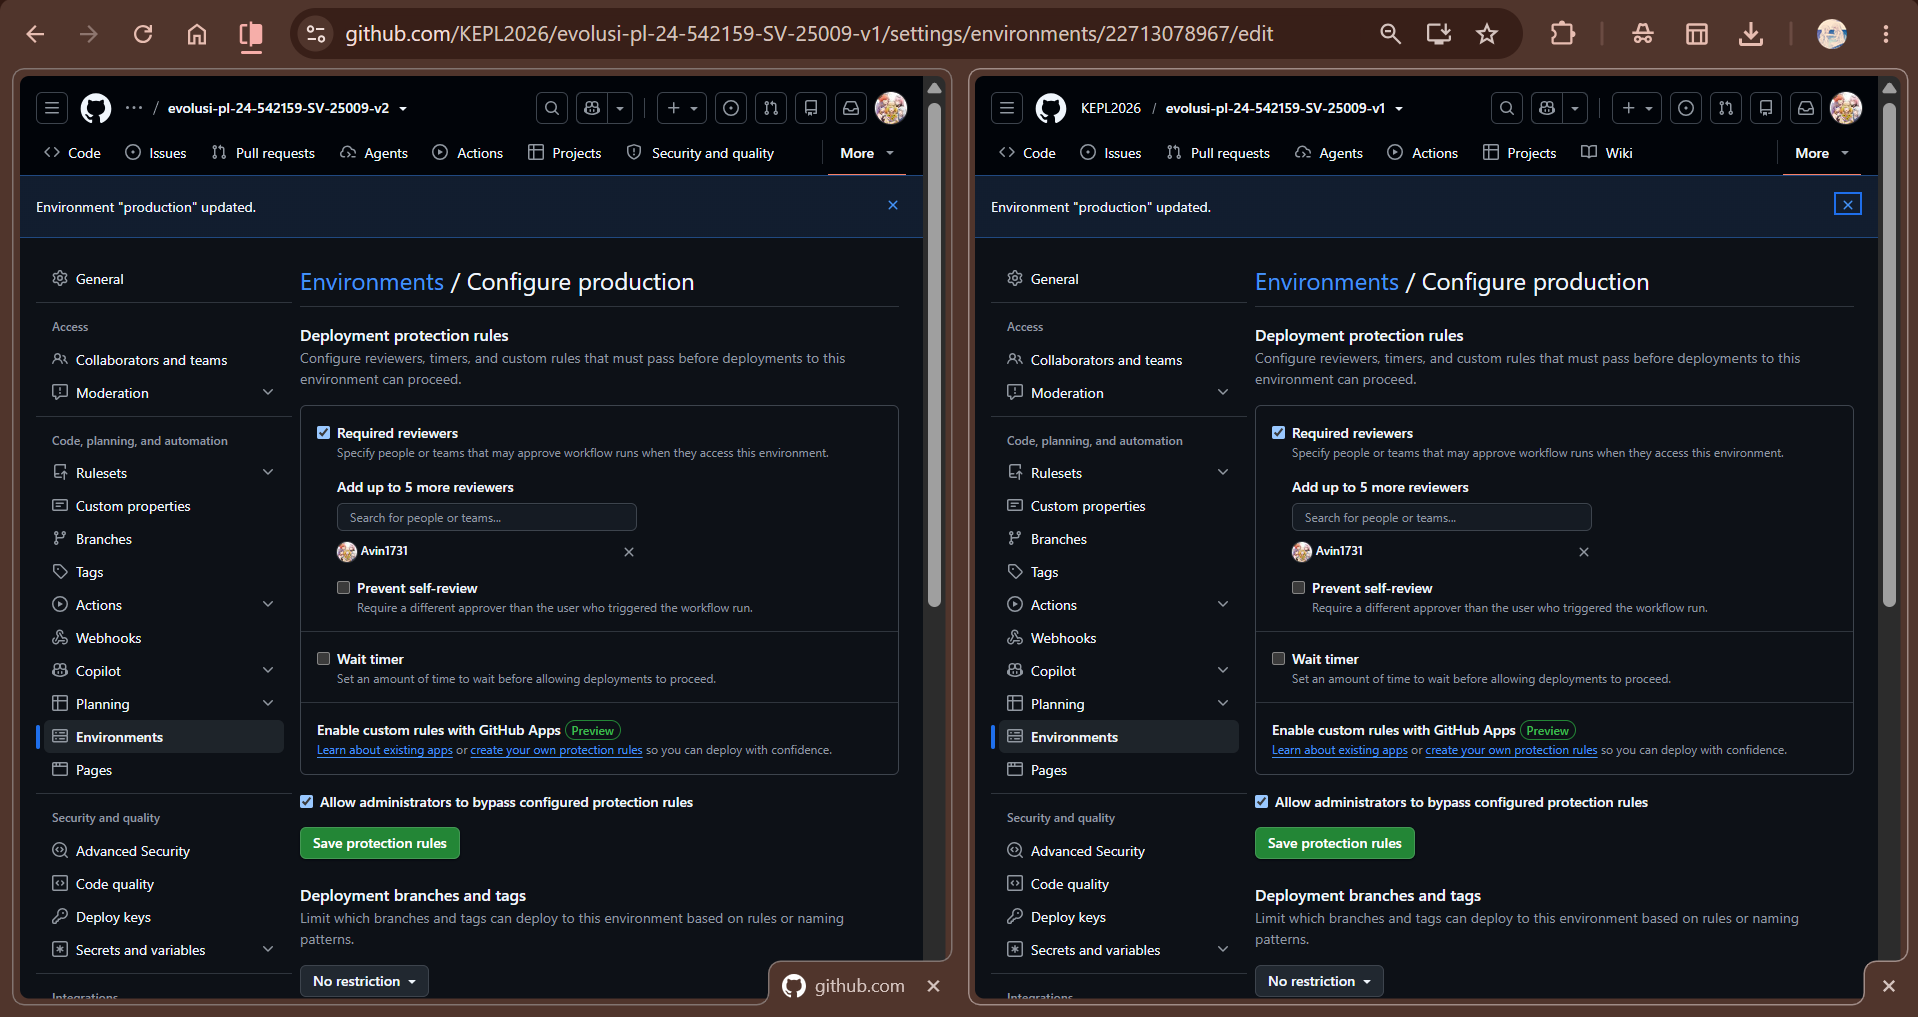 github.com/KEPL2026/evolusi-pl-24-542159-SV-25009-v1/settings/environments/22713078967/edit
··· / evolusi-pl-24-542159-SV-25009-v2
Code Issues Pull requests Agents Actions Projects Security and quality More
Environment "production" updated.
General
Access
Collaborators and teams
Moderation
Code, planning, and automation
Rulesets
Custom properties
Branches
Tags
Actions
Webhooks
Copilot
Planning
Environments
Pages
Security and quality
Advanced Security
Code quality
Deploy keys
Secrets and variables
Integrations
Environments / Configure production
Deployment protection rules
Configure reviewers, timers, and custom rules that must pass before deployments to this
environment can proceed.
Required reviewers
Specify people or teams that may approve workflow runs when they access this environment.
Add up to 5 more reviewers
Search for people or teams...
Avin1731
Prevent self-review
Require a different approver than the user who triggered the workflow run.
Wait timer
Set an amount of time to wait before allowing deployments to proceed.
Enable custom rules with GitHub Apps Preview
Learn about existing apps or create your own protection rules so you can deploy with confidence.
Allow administrators to bypass configured protection rules
Save protection rules
Deployment branches and tags
Limit which branches and tags can deploy to this environment based on rules or naming
patterns.
No restriction
github.com
KEPL2026 / evolusi-pl-24-542159-SV-25009-v1
Code Issues Pull requests Agents Actions Projects Wiki More
Environment "production" updated.
General
Access
Collaborators and teams
Moderation
Code, planning, and automation
Rulesets
Custom properties
Branches
Tags
Actions
Webhooks
Copilot
Planning
Environments
Pages
Security and quality
Advanced Security
Code quality
Deploy keys
Secrets and variables
Integrations
Environments / Configure production
Deployment protection rules
Configure reviewers, timers, and custom rules that must pass before deployments to this
environment can proceed.
Required reviewers
Specify people or teams that may approve workflow runs when they access this environment.
Add up to 5 more reviewers
Search for people or teams...
Avin1731
Prevent self-review
Require a different approver than the user who triggered the workflow run.
Wait timer
Set an amount of time to wait before allowing deployments to proceed.
Enable custom rules with GitHub Apps Preview
Learn about existing apps or create your own protection rules so you can deploy with confidence.
Allow administrators to bypass configured protection rules
Save protection rules
Deployment branches and tags
Limit which branches and tags can deploy to this environment based on rules or naming
patterns.
No restriction